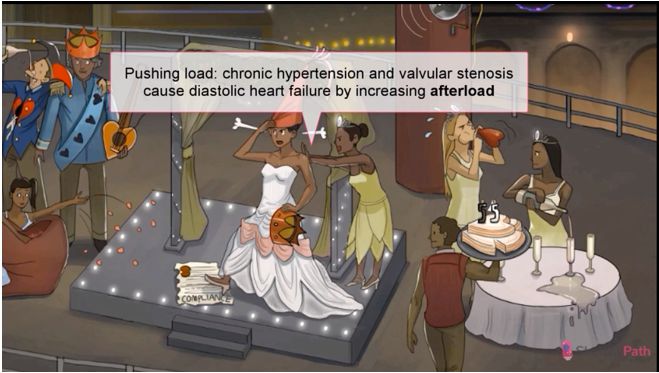 Pushing load: chronic hypertension and valvular stenosis
cause diastolic heart failure by increasing afterload
55
COMPLIANCE
Path